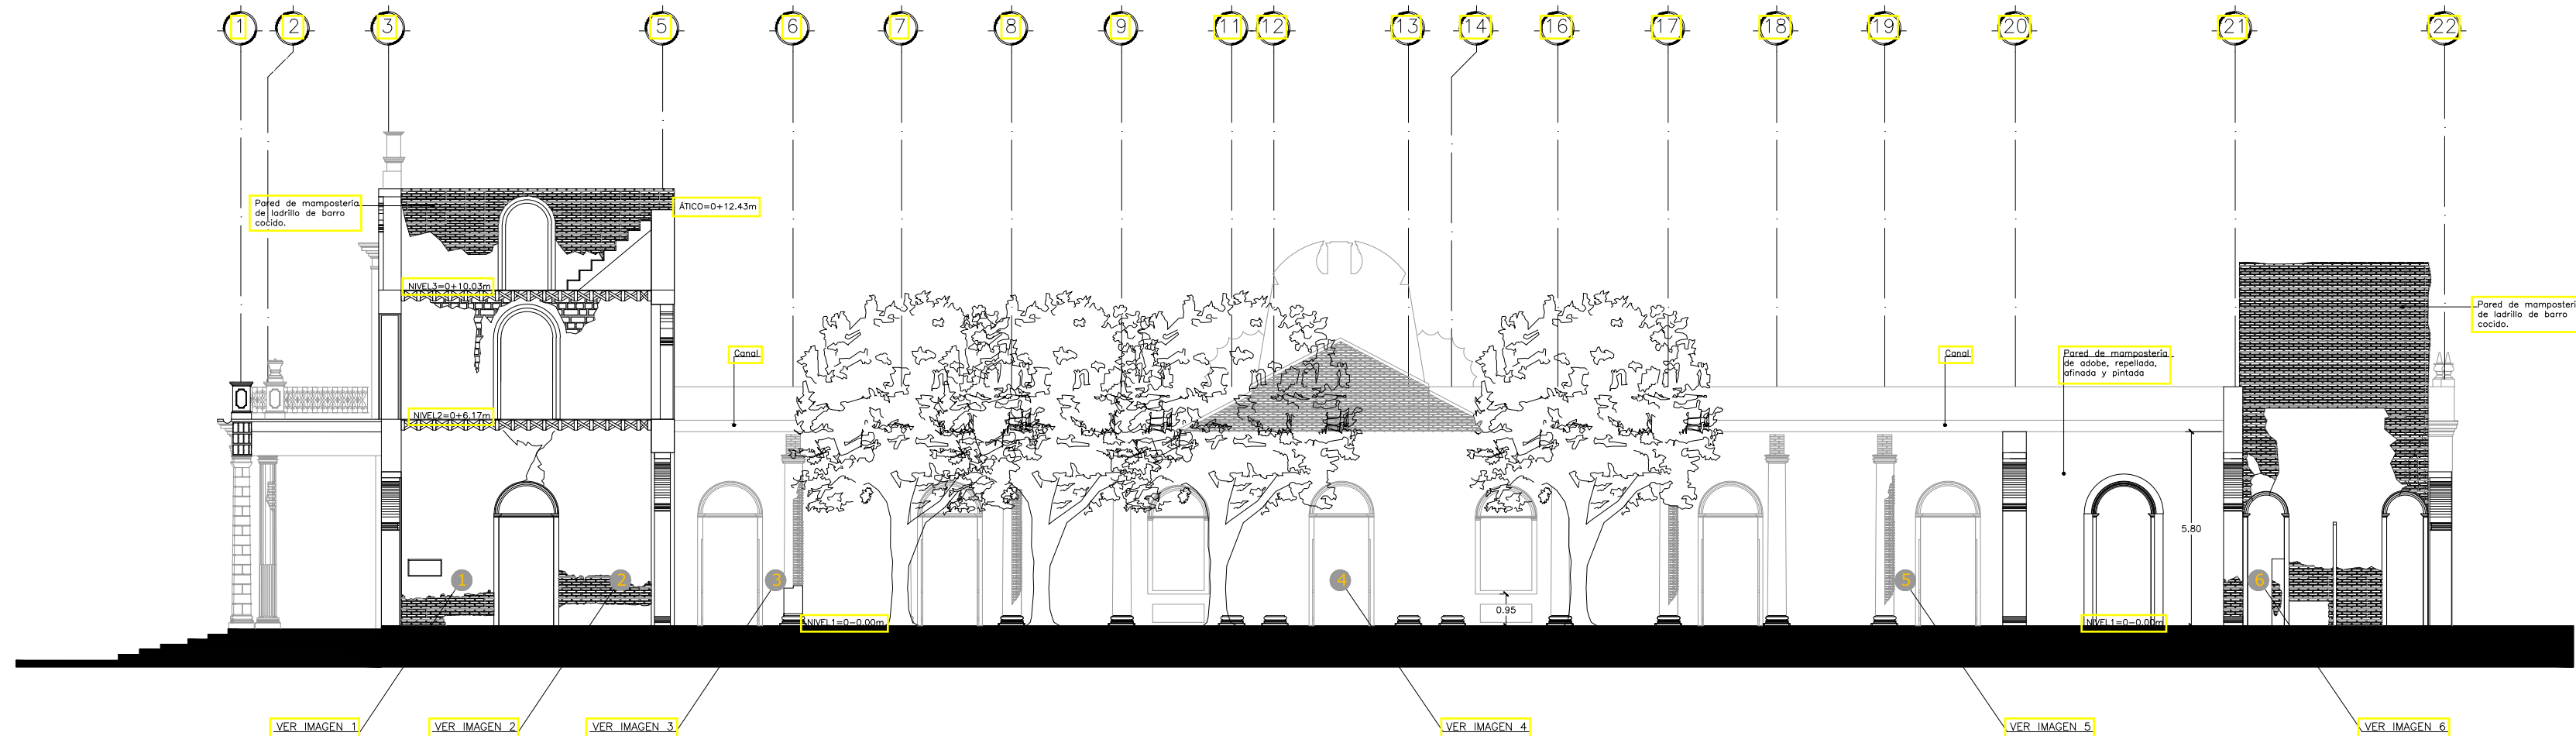 1 2 3 5 6 7 8 9 11 12 13 14 16 17 18 19 20 21 22
Pared de mampostería
de ladrillo de barro
cocido.
ÁTICO=0+12.43m
NIVEL3=0+10.03m
Pared de mampostería
de ladrillo de barro
cocido.
Canal
Canal
Pared de mampostería
de adobe, repellada,
afinada y pintada
NIVEL2=0+6.17m
5.80
1 2 3 4 5 6
0.95
NIVEL1=0-0.00m
NIVEL1=0-0.00m
VER IMAGEN 1
VER IMAGEN 2
VER IMAGEN 3
VER IMAGEN 4
VER IMAGEN 5
VER IMAGEN 6